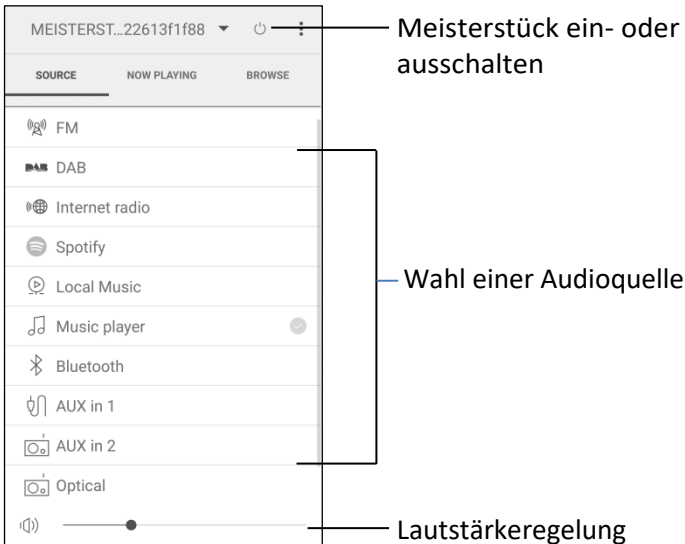 MEISTERST...22613f1f88
Meisterstück ein- oder
ausschalten
SOURCE NOW PLAYING BROWSE
FM
DAB DAB
Internet radio
Spotify
Local Music
Music player
Bluetooth
AUX in 1
AUX in 2
Optical
Wahl einer Audioquelle
Lautstärkeregelung